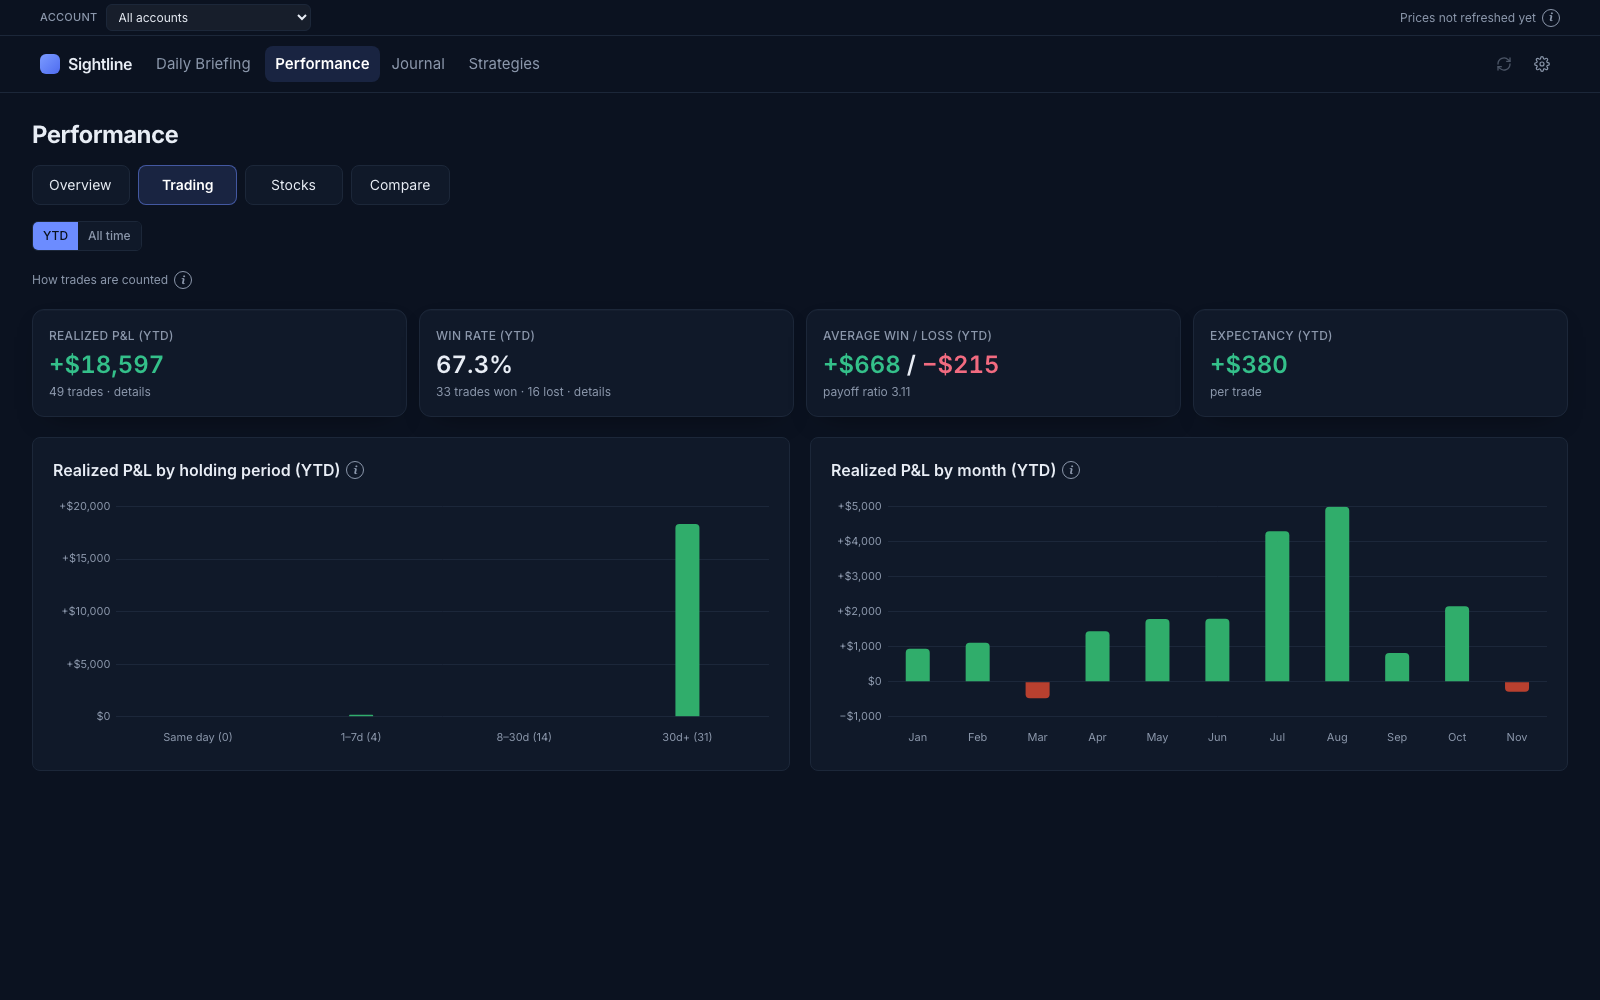 ACCOUNT All accounts Prices not refreshed yet i
Sightline Daily Briefing Performance Journal Strategies
Performance
Overview Trading Stocks Compare
YTD All time
How trades are counted i
REALIZED P&L (YTD)
+$18,597
49 trades · details
WIN RATE (YTD)
67.3%
33 trades won · 16 lost · details
AVERAGE WIN / LOSS (YTD)
+$668 / −$215
payoff ratio 3.11
EXPECTANCY (YTD)
+$380
per trade
Realized P&L by holding period (YTD) i
+$20,000
+$15,000
+$10,000
+$5,000
$0
Same day (0) 1–7d (4) 8–30d (14) 30d+ (31)
Realized P&L by month (YTD) i
+$5,000
+$4,000
+$3,000
+$2,000
+$1,000
$0
−$1,000
Jan Feb Mar Apr May Jun Jul Aug Sep Oct Nov